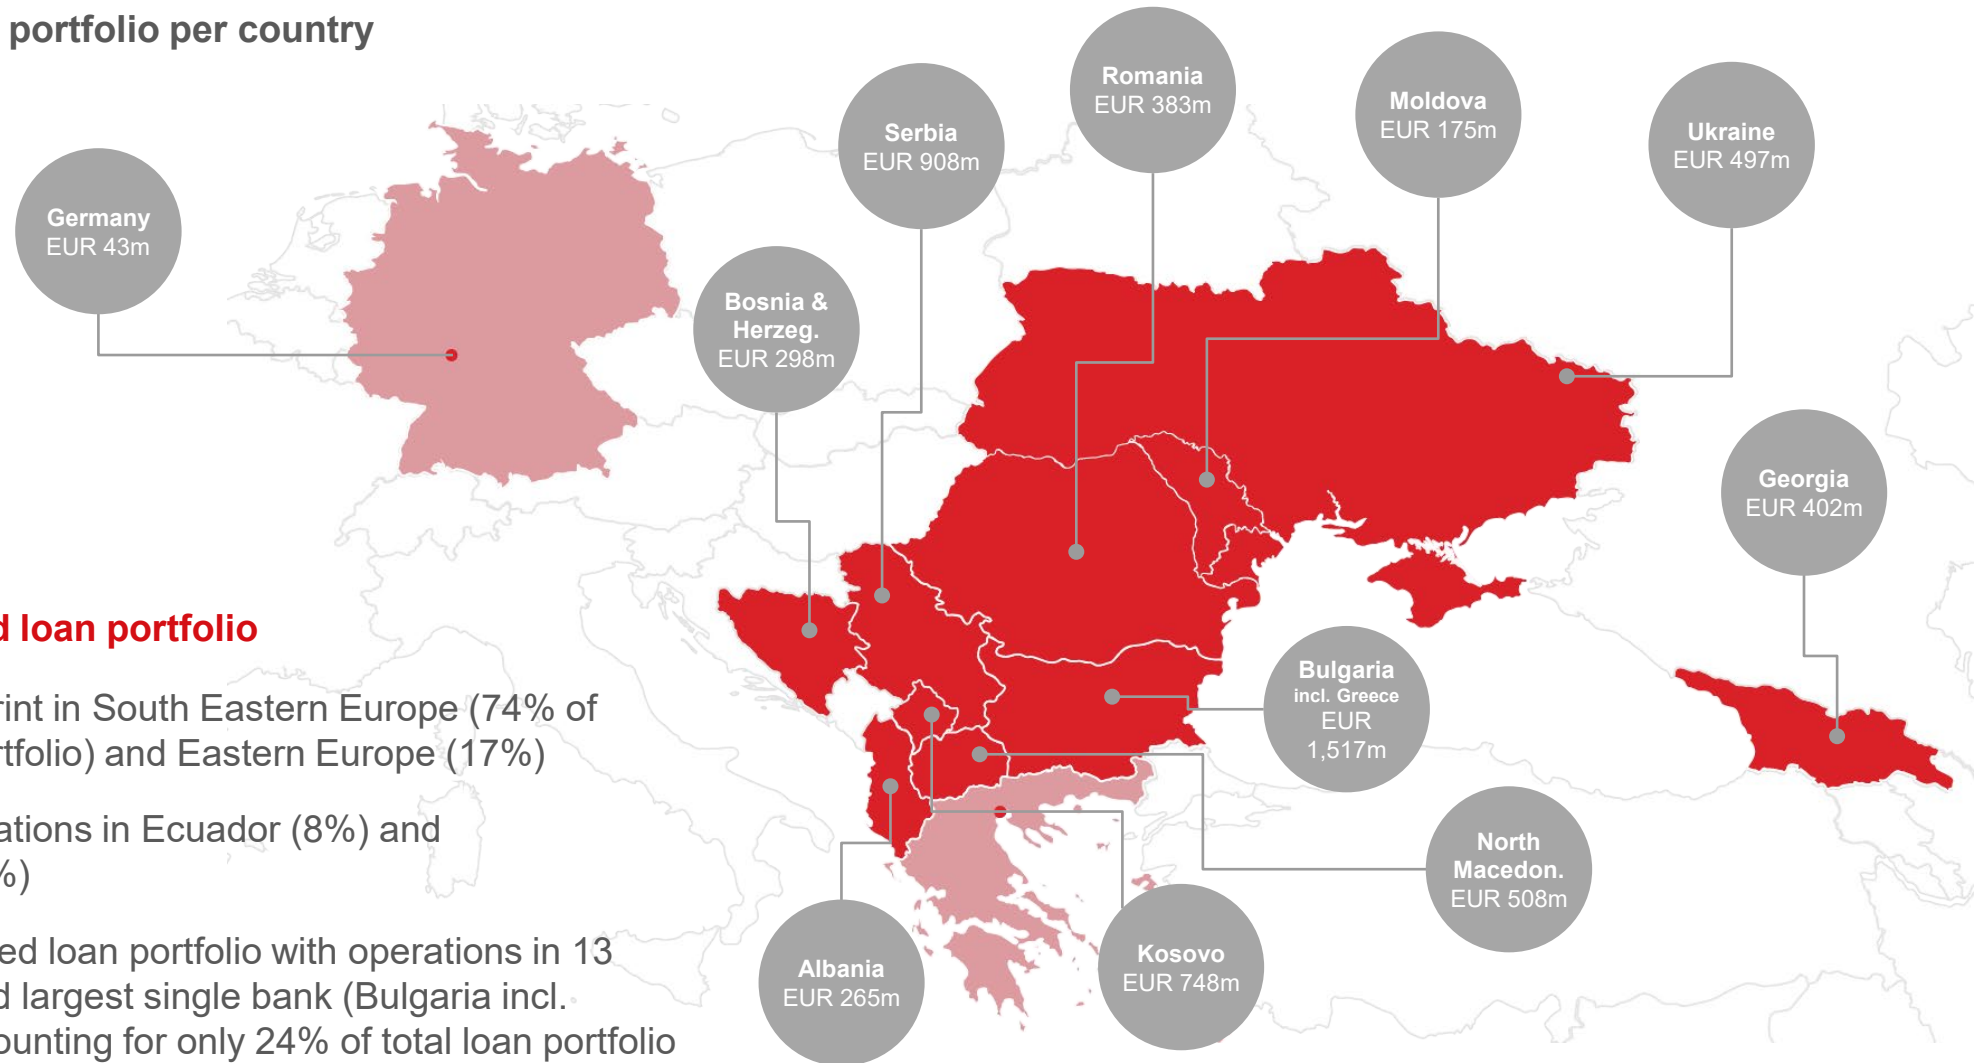 portfolio per country
Germany
EUR 43m
Serbia
EUR 908m
Romania
EUR 383m
Moldova
EUR 175m
Ukraine
EUR 497m
Bosnia &
Herzeg.
EUR 298m
Georgia
EUR 402m
Bulgaria
incl. Greece
EUR
1,517m
North
Macedon.
EUR 508m
Kosovo
EUR 748m
Albania
EUR 265m
d loan portfolio
rint in South Eastern Europe (74% of
rtfolio) and Eastern Europe (17%)
ations in Ecuador (8%) and
%)
ed loan portfolio with operations in 13
d largest single bank (Bulgaria incl.
ounting for only 24% of total loan portfolio